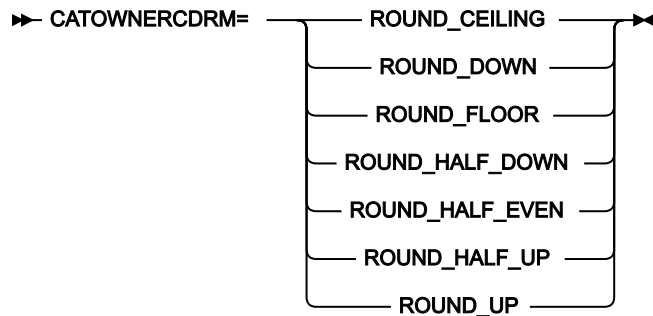 CATOWNERCDRM= ROUND_CEILING
ROUND_DOWN
ROUND_FLOOR
ROUND_HALF_DOWN
ROUND_HALF_EVEN
ROUND_HALF_UP
ROUND_UP